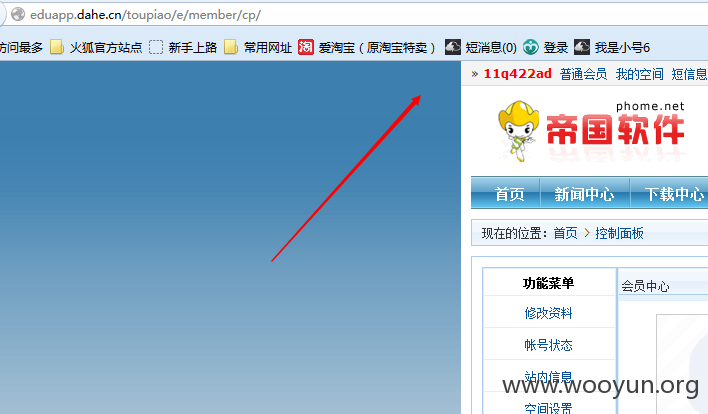 eduapp.dahe.cn/toupiao/e/member/cp/
访问最多 火狐官方站点 新手上路 常用网址 淘 爱淘宝（原淘宝特卖） 短消息(0) 登录 我是小号6
» 11q422ad 普通会员 我的空间 短信息
phome.net
帝国软件
首页 新闻中心 下载中心
现在的位置：首页 > 控制面板
功能菜单
会员中心
修改资料
帐号状态
站内信息
www.wooyun.org
空间设置